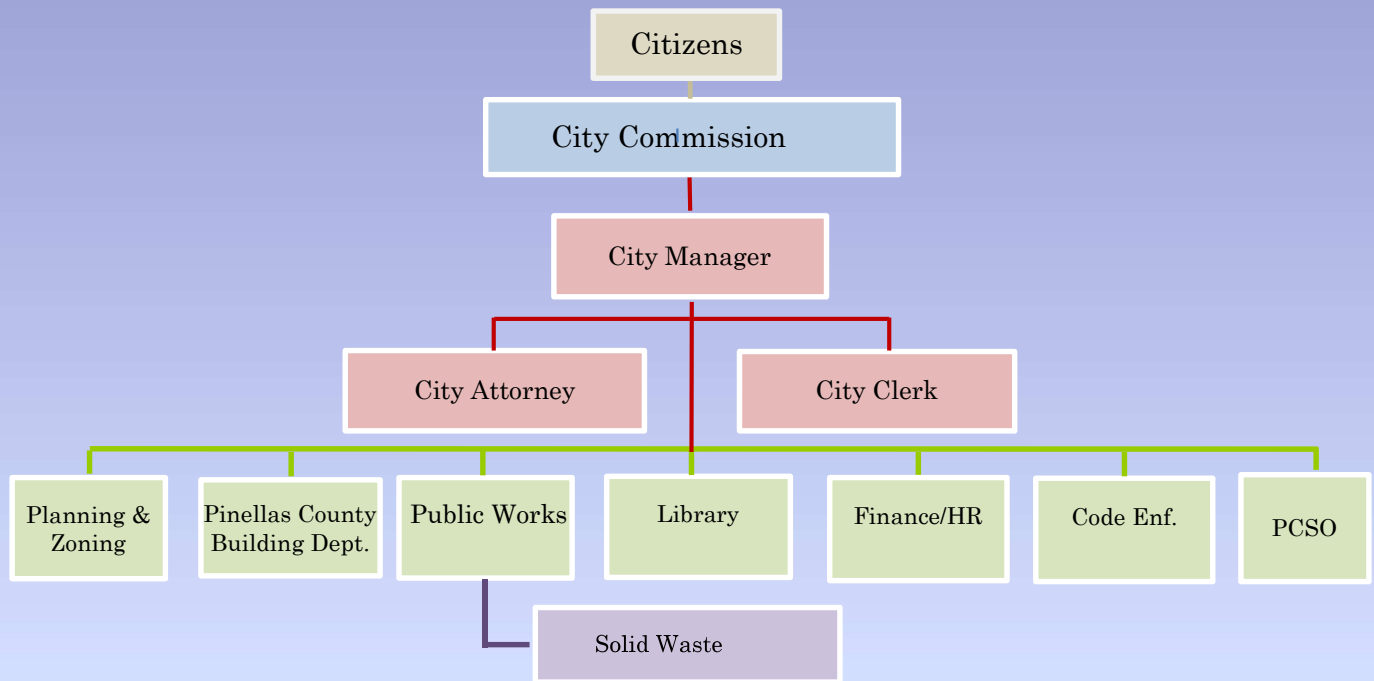 Citizens
City Commission
City Manager
City Attorney
City Clerk
Planning &
Zoning
Pinellas County
Building Dept.
Public Works
Library
Finance/HR
Code Enf.
PCSO
Solid Waste